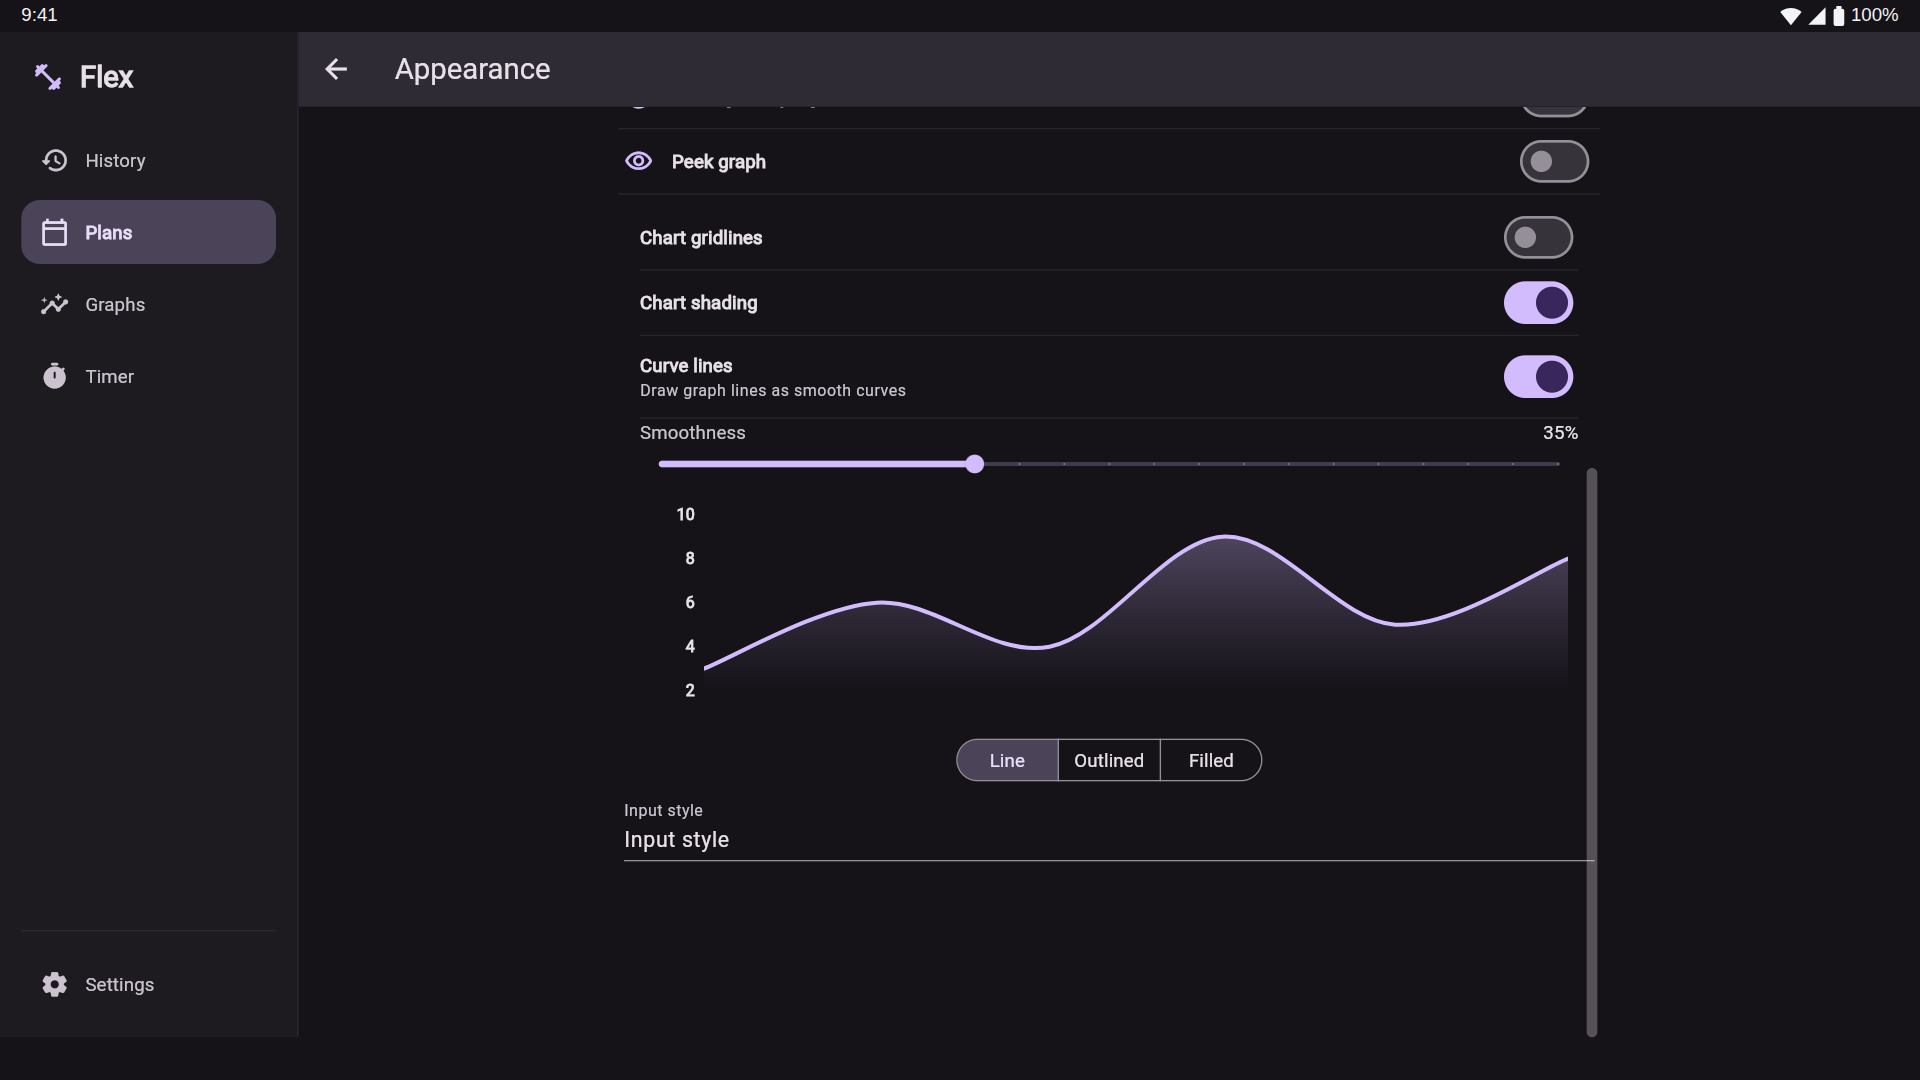 9:41
100%
Flex
Appearance
History
Plans
Graphs
Timer
Settings
Peek graph
Chart gridlines
Chart shading
Curve lines
Draw graph lines as smooth curves
Smoothness
35%
10
8
6
4
2
Line
Outlined
Filled
Input style
Input style